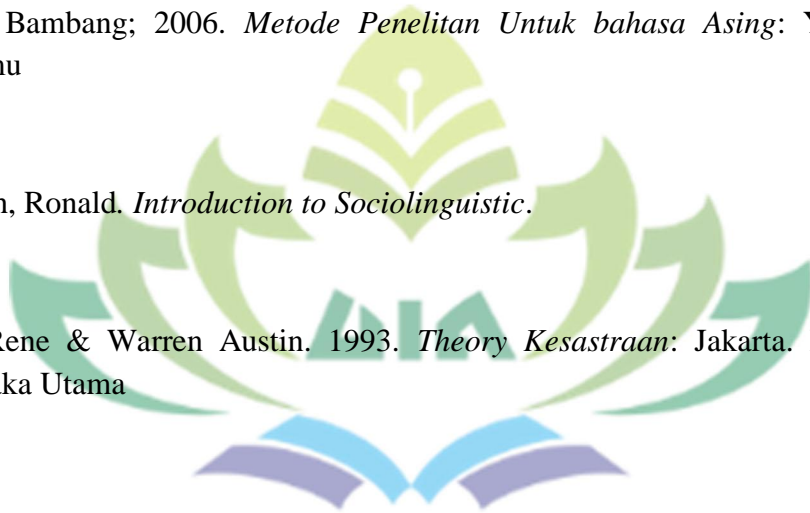 Bambang; 2006. Metode Penelitan Untuk bahasa Asing:
nu
n, Ronald. Introduction to Sociolinguistic.
Rene & Warren Austin. 1993. Theory Kesastraan: Jakarta.
aka Utama